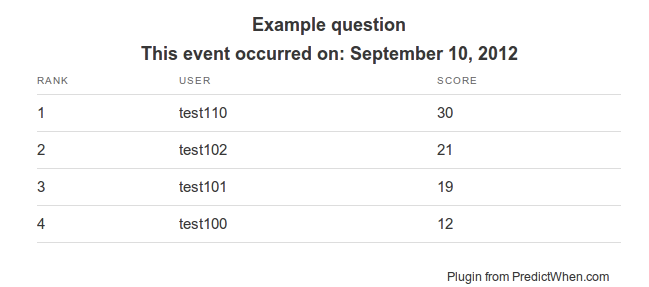 Example question
This event occurred on: September 10, 2012
RANK USER SCORE
1 test110 30
2 test102 21
3 test101 19
4 test100 12
Plugin from PredictWhen.com